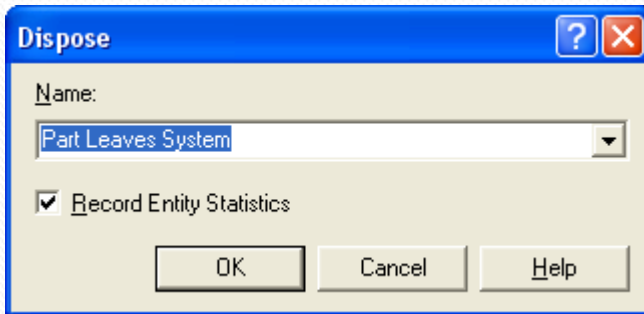 Dispose
Name:
Part Leaves System
Record Entity Statistics
OK Cancel Help